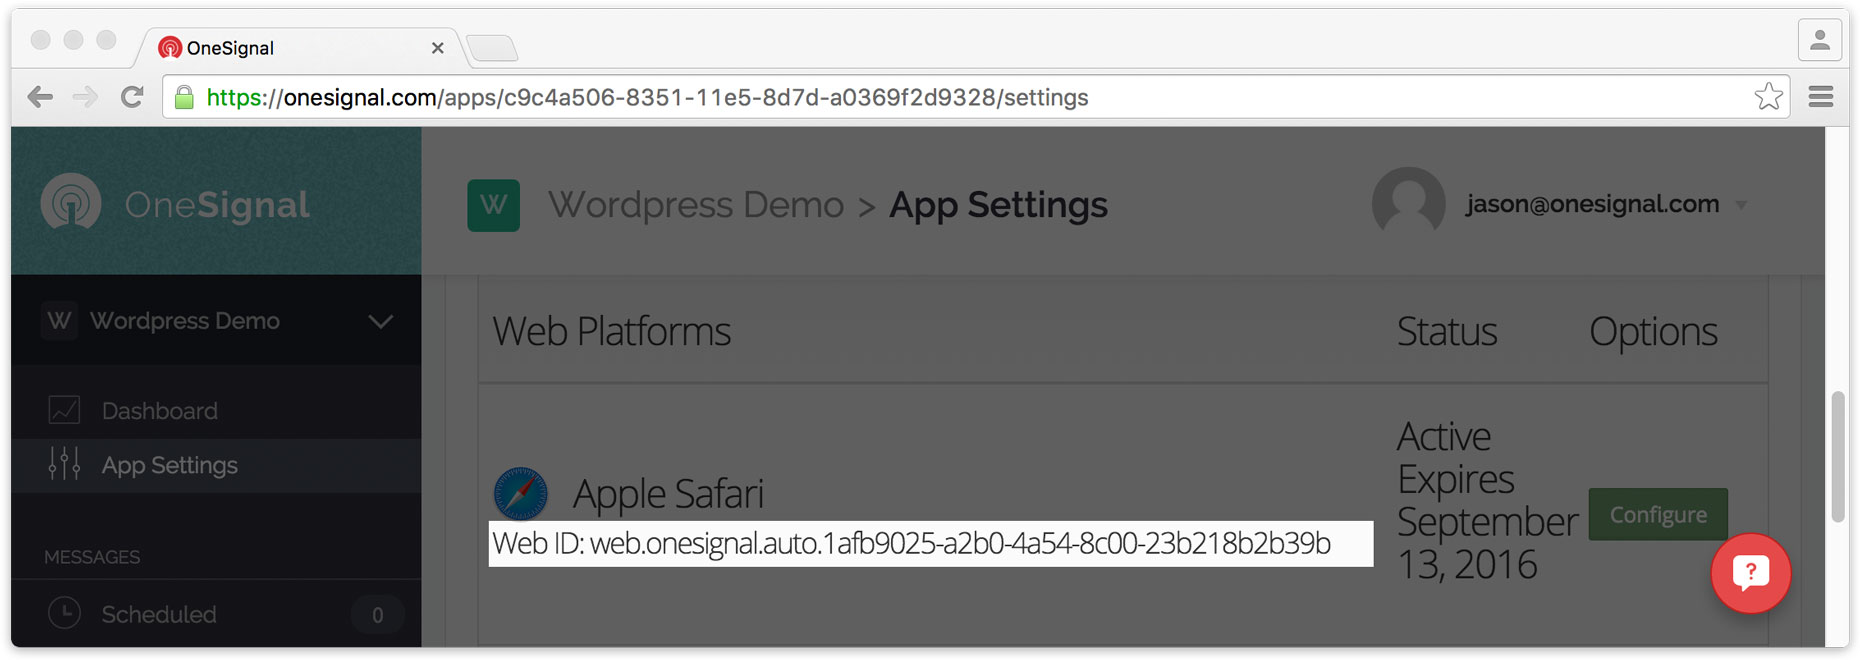 OneSignal
https://onesignal.com/apps/c9c4a506-8351-11e5-8d7d-a0369f2d9328/settings
OneSignal
W Wordpress Demo > App Settings
jason@onesignal.com
W Wordpress Demo
Dashboard
App Settings
MESSAGES
Scheduled 0
Web Platforms Status Options
Apple Safari
Web ID: web.onesignal.auto.1afb9025-a2b0-4a54-8c00-23b218b2b39b
Active
Expires
September
13, 2016
Configure
?